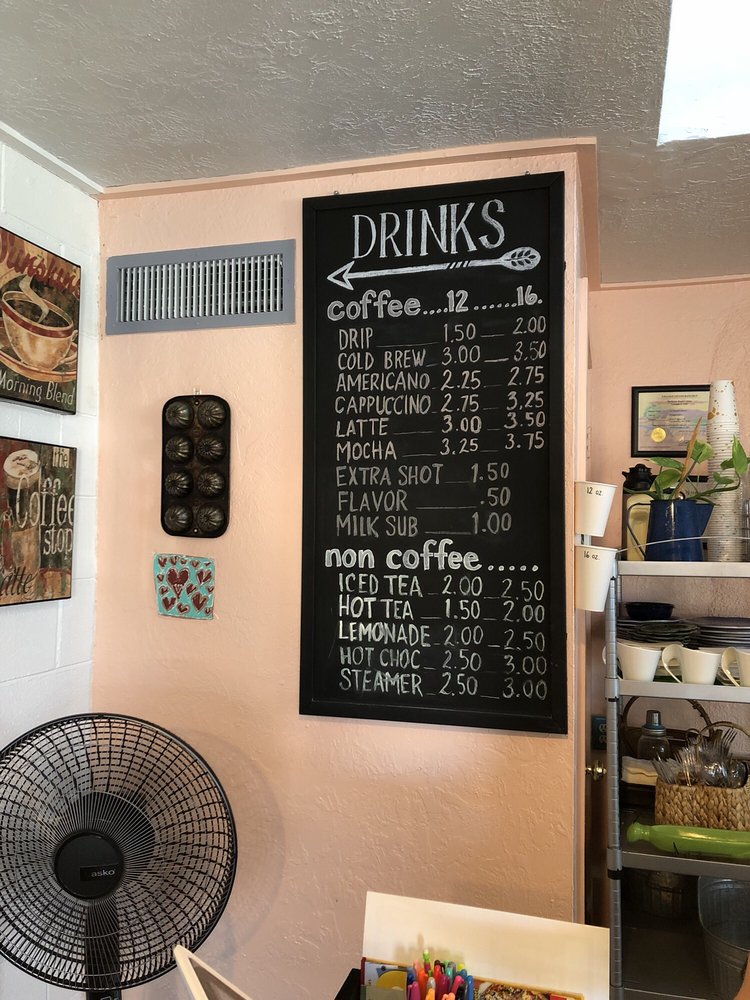 DRINKS
coffee....12......16.
DRIP 1.50 2.00
COLD BREW 3.00 3.50
AMERICANO 2.25 2.75
CAPPUCCINO 2.75 3.25
LATTE 3.00 3.50
MOCHA 3.25 3.75
EXTRA SHOT 1.50
FLAVOR .50
MILK SUB 1.00
non coffee.....
ICED TEA 2.00 2.50
HOT TEA 1.50 2.00
LEMONADE 2.00 2.50
HOT CHOC 2.50 3.00
STEAMER 2.50 3.00
Sunshine
Morning Blend
Coffee
stop
Latte
12 oz.
16 oz.
asko